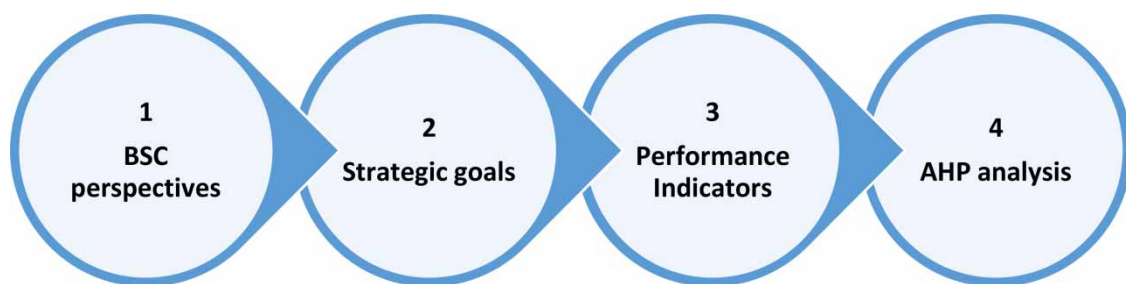 1
BSC
perspectives
2
Strategic goals
3
Performance
Indicators
4
AHP analysis